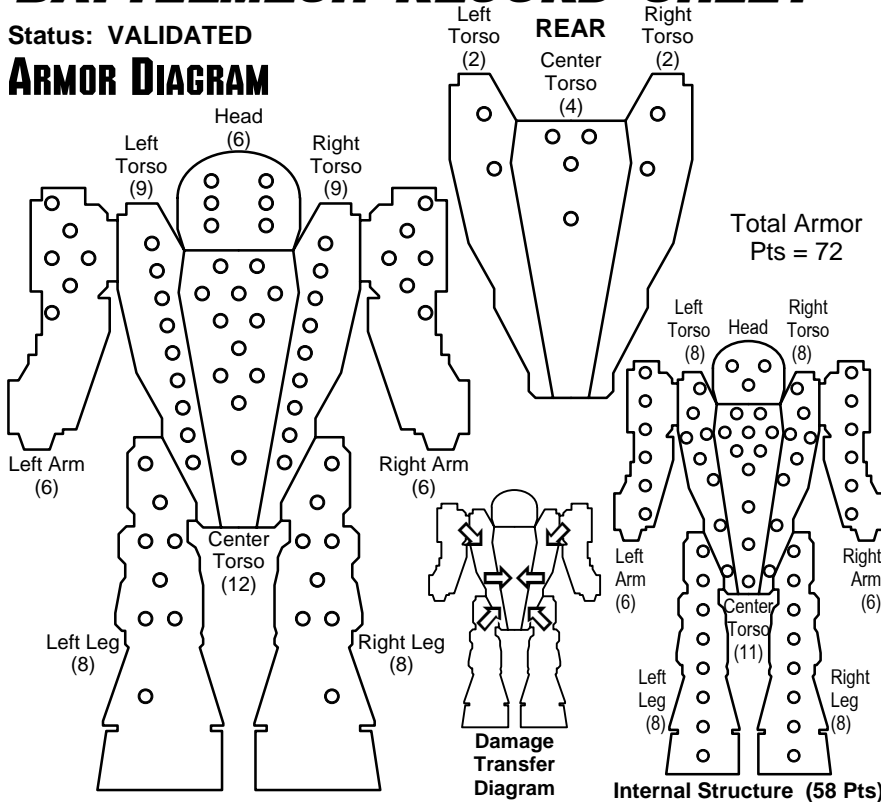 BATTLEMECH RECORD SHEET
Status: VALIDATED
ARMOR DIAGRAM
Head
(6)
Left
Torso
(9)
Right
Torso
(9)
Left Arm
(6)
Right Arm
(6)
Center
Torso
(12)
Left Leg
(8)
Right Leg
(8)
REAR
Left
Torso
(2)
Center
Torso
(4)
Right
Torso
(2)
Total Armor
Pts = 72
Damage
Transfer
Diagram
Left
Torso
(8)
Head
Right
Torso
(8)
Left
Arm
(6)
Right
Arm
(6)
Center
Torso
(11)
Left
Leg
(8)
Right
Leg
(8)
Internal Structure (58 Pts)